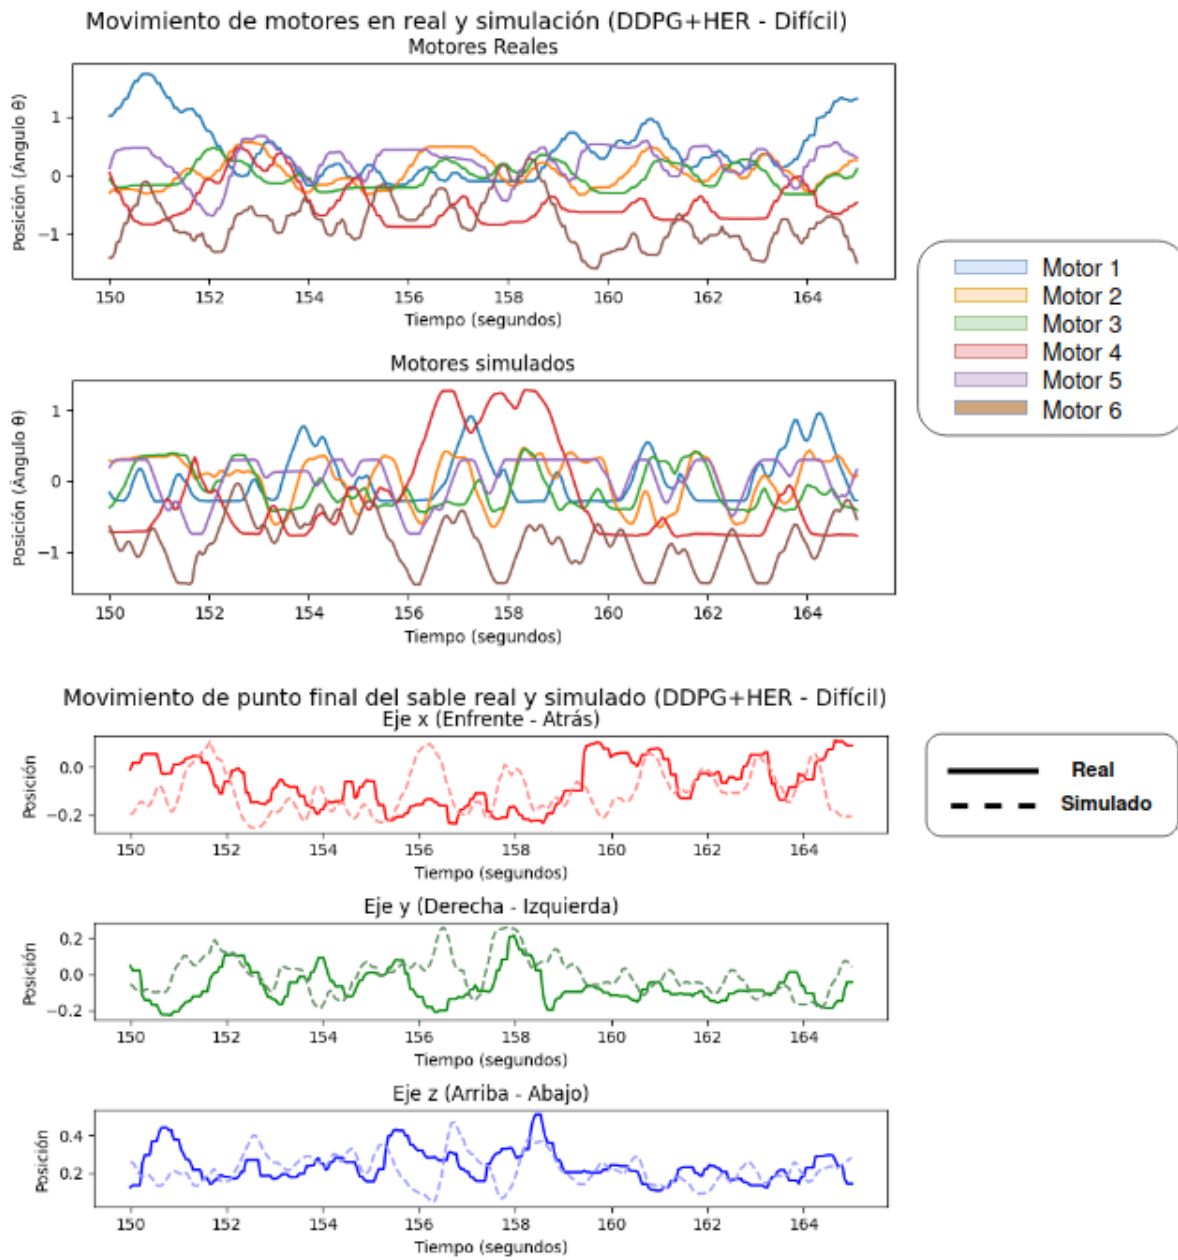 Movimiento de motores en real y simulación (DDPG+HER - Difícil)
Motores Reales
Posición (Ángulo θ)
1
0
−1
150 152 154 156 158 160 162 164
Tiempo (segundos)
Motores simulados
Posición (Ángulo θ)
1
0
−1
150 152 154 156 158 160 162 164
Tiempo (segundos)
Motor 1
Motor 2
Motor 3
Motor 4
Motor 5
Motor 6
Movimiento de punto final del sable real y simulado (DDPG+HER - Difícil)
Eje x (Enfrente - Atrás)
Posición
0.0
−0.2
150 152 154 156 158 160 162 164
Tiempo (segundos)
Real
Simulado
Eje y (Derecha - Izquierda)
Posición
0.2
0.0
−0.2
150 152 154 156 158 160 162 164
Tiempo (segundos)
Eje z (Arriba - Abajo)
Posición
0.4
0.2
150 152 154 156 158 160 162 164
Tiempo (segundos)